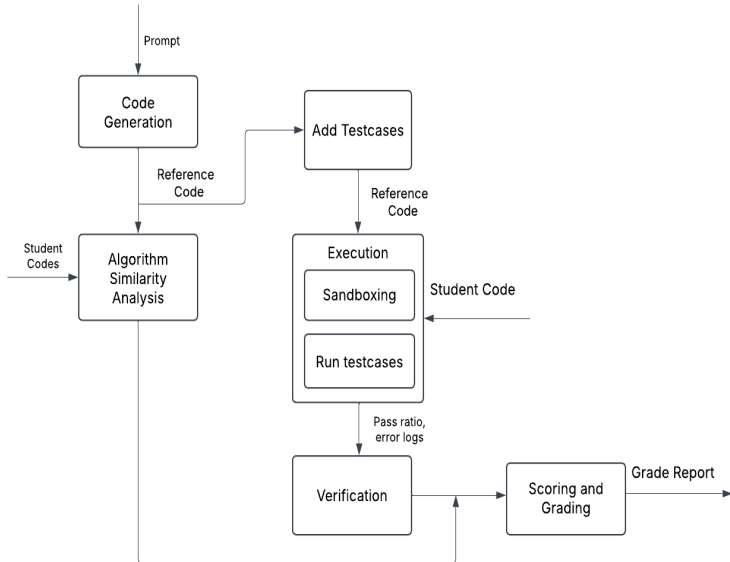 Prompt
Code
Generation
Add Testcases
Reference
Code
Reference
Code
Student
Codes
Algorithm
Similarity
Analysis
Execution
Sandboxing
Student Code
Run testcases
Pass ratio,
error logs
Verification
Scoring and
Grading
Grade Report